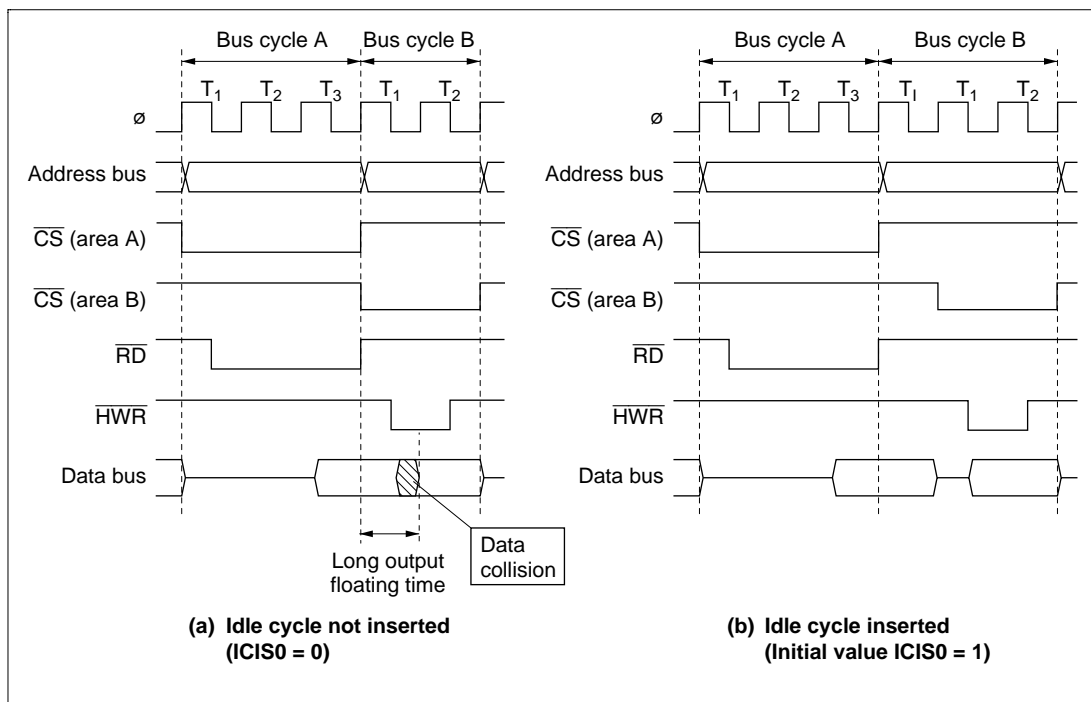 Bus cycle A
Bus cycle B
T1 T2 T3 T1 T2
ø
Address bus
CS (area A)
CS (area B)
RD
HWR
Data bus
Long output
floating time
Data
collision
(a) Idle cycle not inserted
(ICIS0 = 0)
Bus cycle A
Bus cycle B
T1 T2 T3 TI T1 T2
ø
Address bus
CS (area A)
CS (area B)
RD
HWR
Data bus
(b) Idle cycle inserted
(Initial value ICIS0 = 1)